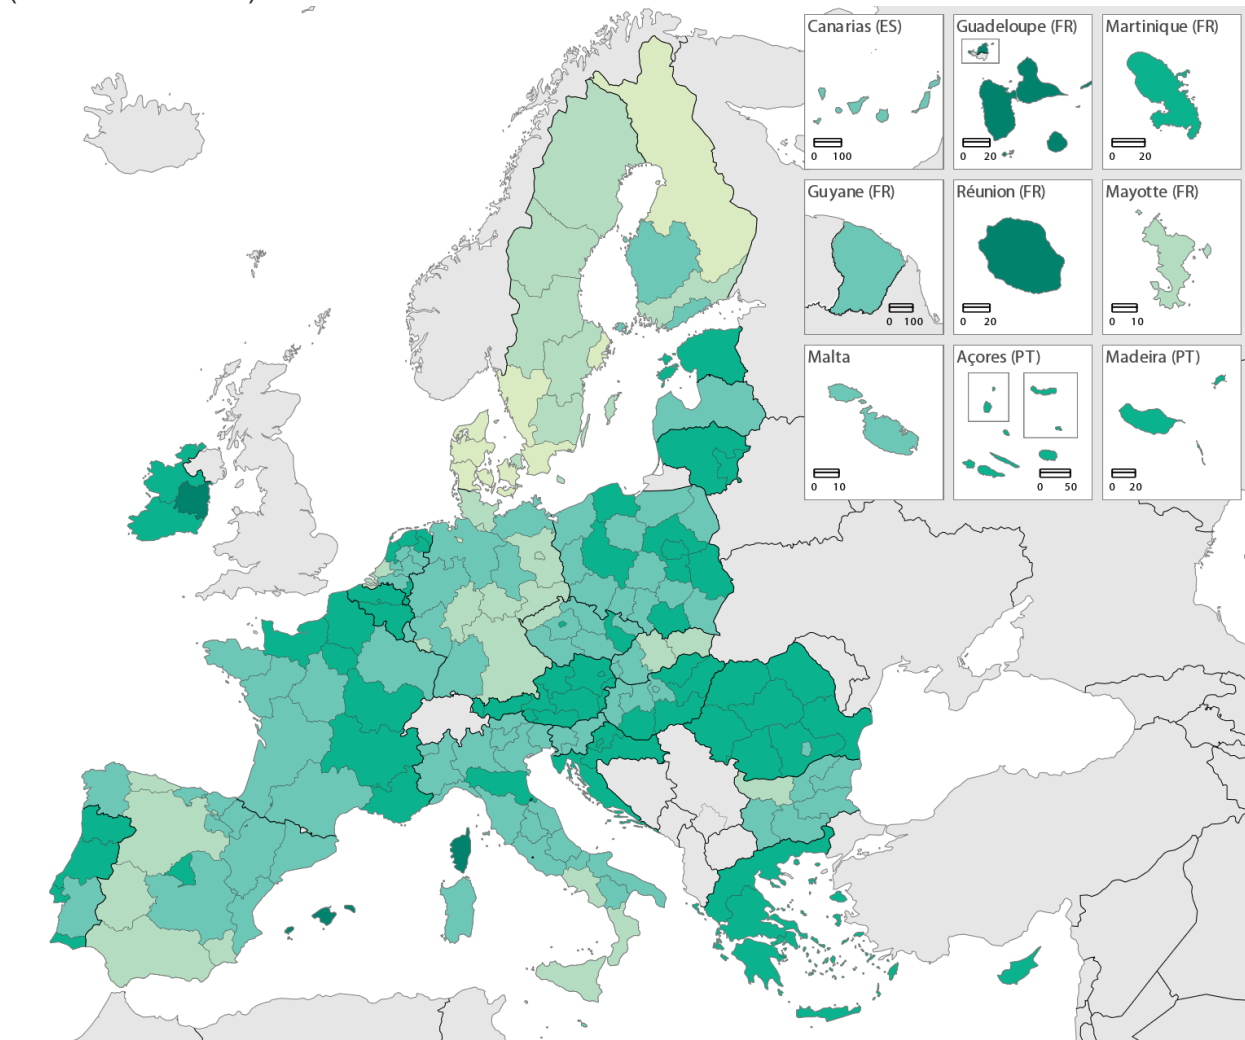 Canarias (ES)
0 100
Guadeloupe (FR)
0 20
Martinique (FR)
0 20
Guyane (FR)
0 100
Réunion (FR)
0 20
Mayotte (FR)
0 10
Malta
0 10
Açores (PT)
0 50
Madeira (PT)
0 20